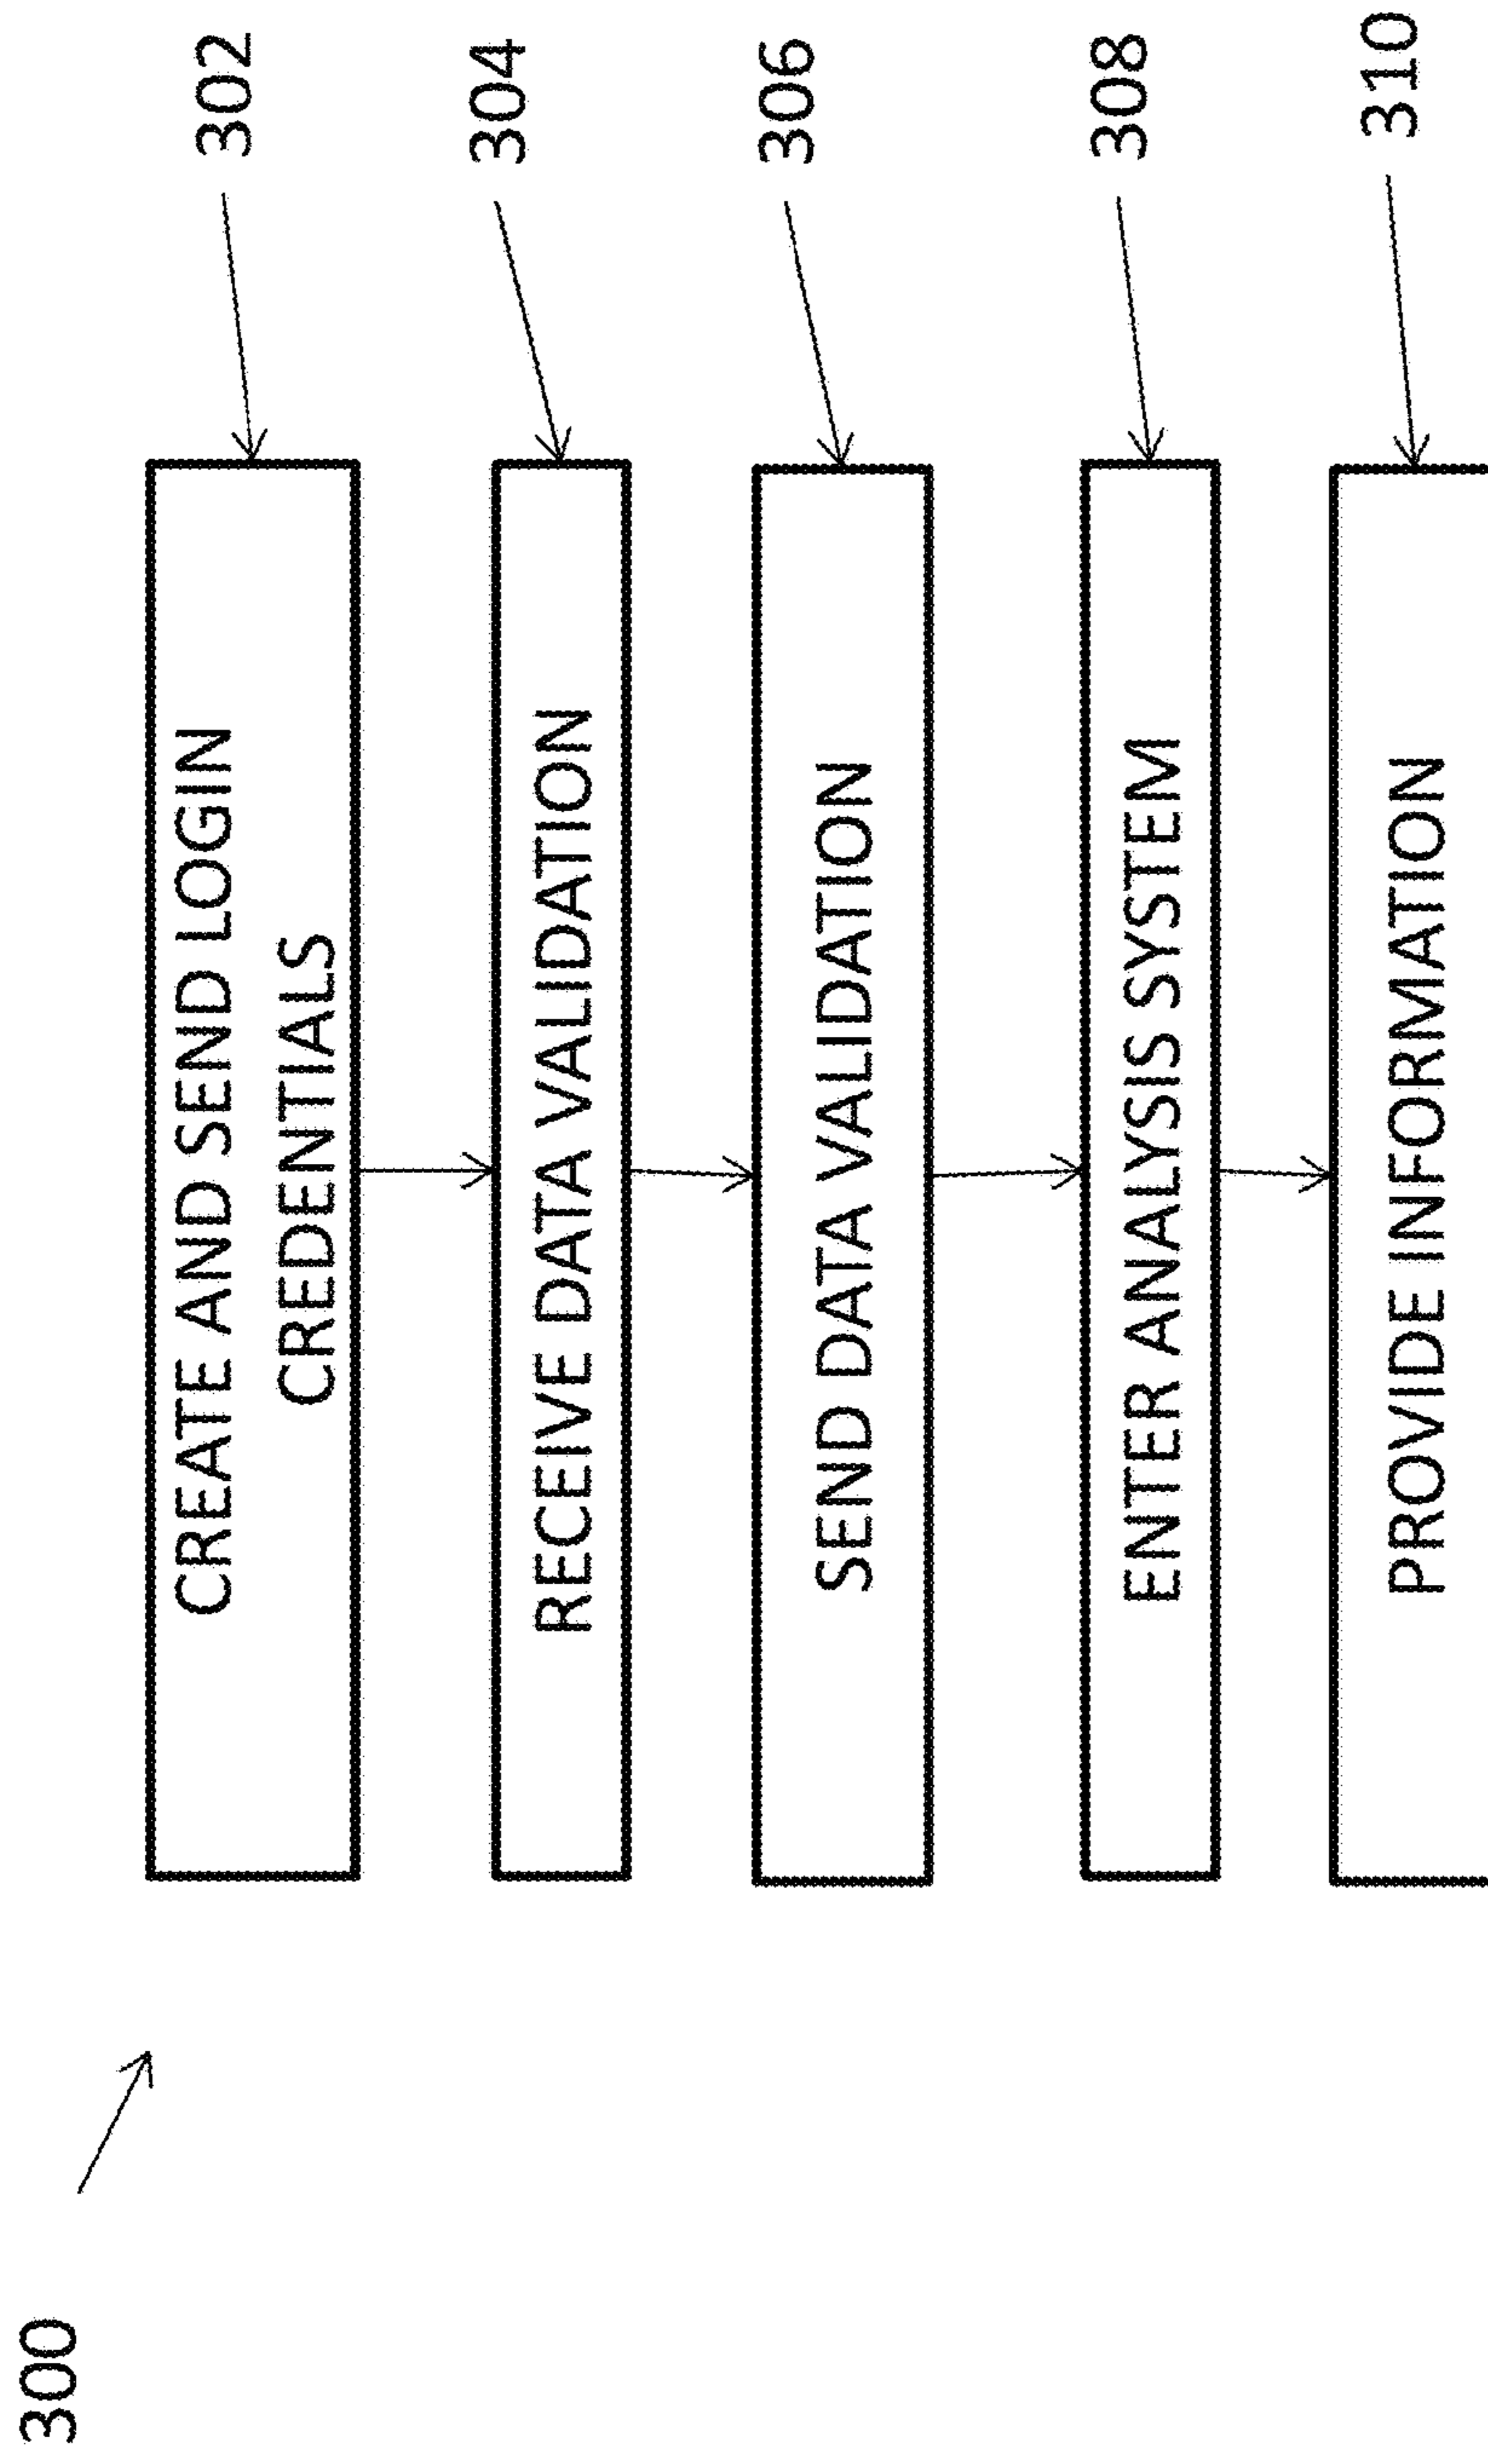 300
CREATE AND SEND LOGIN
CREDENTIALS
302
RECEIVE DATA VALIDATION
304
SEND DATA VALIDATION
306
ENTER ANALYSIS SYSTEM
308
PROVIDE INFORMATION
310